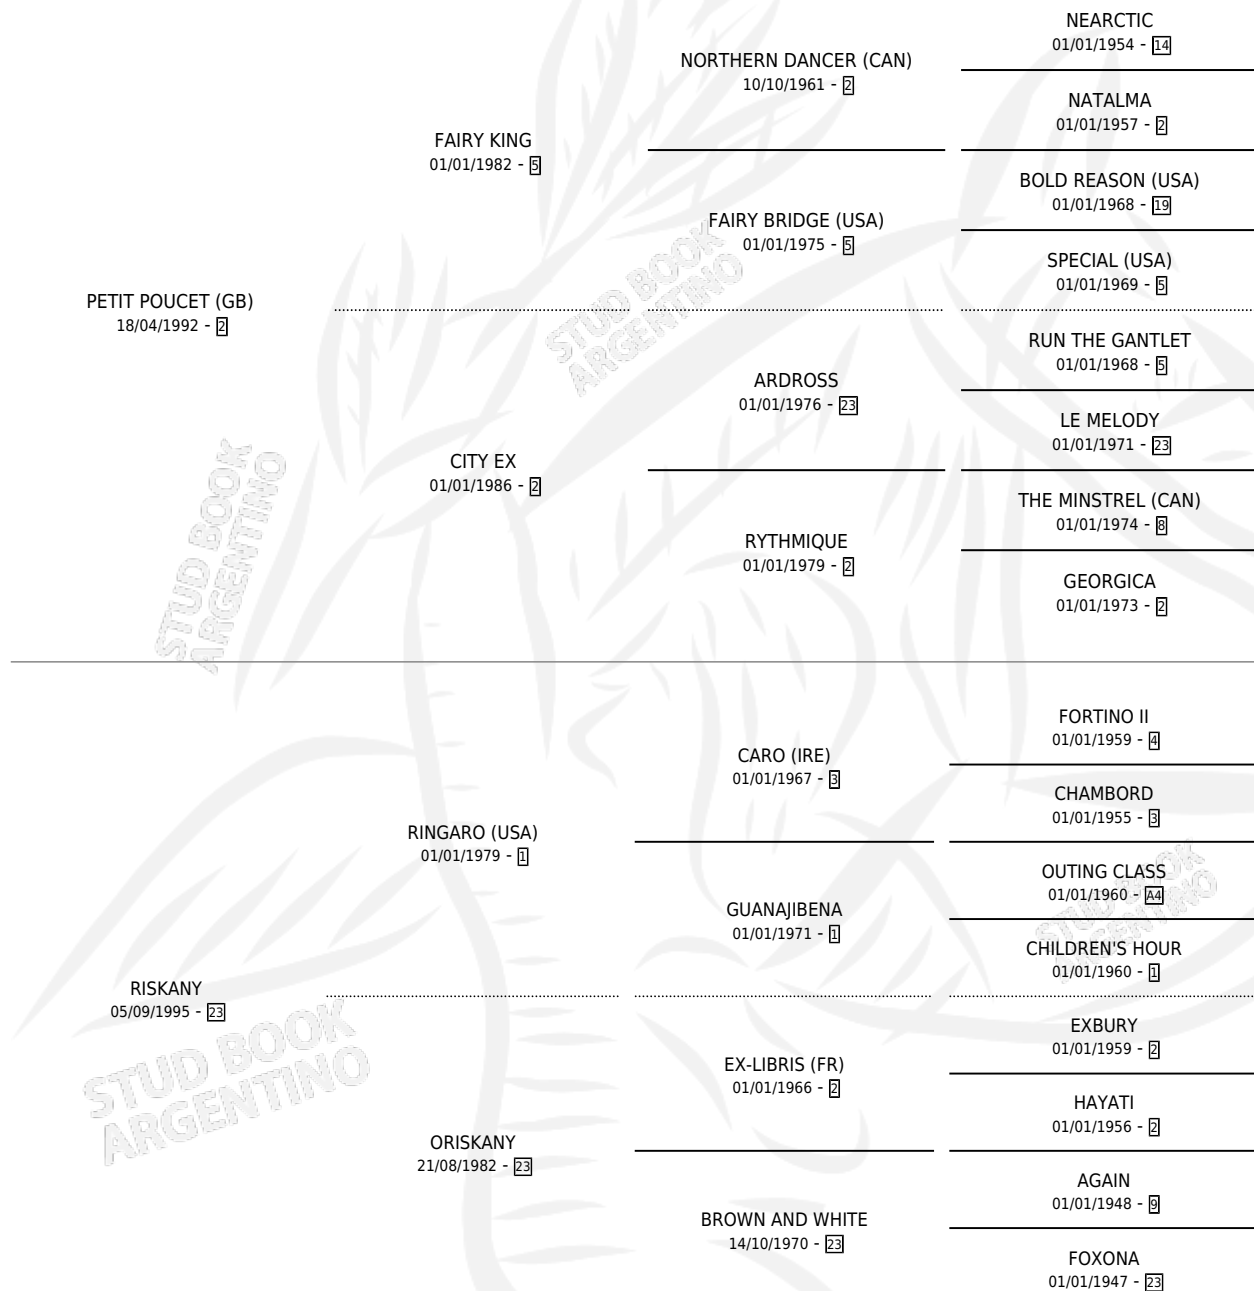 NEARCTIC
01/01/1954 - 14
NORTHERN DANCER (CAN)
10/10/1961 - 2
NATALMA
01/01/1957 - 2
FAIRY KING
01/01/1982 - 5
BOLD REASON (USA)
01/01/1968 - 19
FAIRY BRIDGE (USA)
01/01/1975 - 5
SPECIAL (USA)
01/01/1969 - 5
PETIT POUCET (GB)
18/04/1992 - 2
RUN THE GANTLET
01/01/1968 - 5
ARDROSS
01/01/1976 - 23
LE MELODY
01/01/1971 - 23
CITY EX
01/01/1986 - 2
THE MINSTREL (CAN)
01/01/1974 - 8
RYTHMIQUE
01/01/1979 - 2
GEORGICA
01/01/1973 - 2
FORTINO II
01/01/1959 - 4
CARO (IRE)
01/01/1967 - 3
CHAMBORD
01/01/1955 - 3
RINGARO (USA)
01/01/1979 - 1
OUTING CLASS
01/01/1960 - A4
GUANAJIBENA
01/01/1971 - 1
CHILDREN'S HOUR
01/01/1960 - 1
RISKANY
05/09/1995 - 23
EXBURY
01/01/1959 - 2
EX-LIBRIS (FR)
01/01/1966 - 2
HAYATI
01/01/1956 - 2
ORISKANY
21/08/1982 - 23
AGAIN
01/01/1948 - 9
BROWN AND WHITE
14/10/1970 - 23
FOXONA
01/01/1947 - 23
STUD BOOK
ARGENTINO
STUD BOOK
ARGENTINO
STUD BOOK
ARGENTINO
STUD BOOK
ARGENTINO